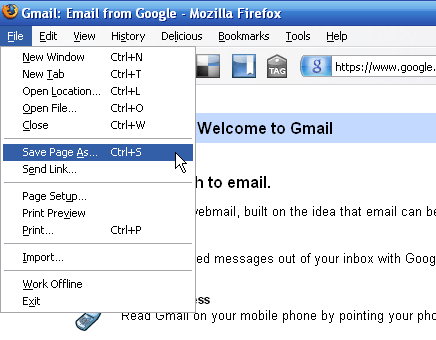 Gmail: Email from Google - Mozilla Firefox
File Edit View History Delicious Bookmarks Tools Help
New Window Ctrl+N
New Tab Ctrl+T
Open Location... Ctrl+L
Open File... Ctrl+O
Close Ctrl+W
Save Page As... Ctrl+S
Send Link...
Page Setup...
Print Preview
Print... Ctrl+P
Import...
Work Offline
Exit
TAG
g https://www.google.
Welcome to Gmail
h to email.
ebmail, built on the idea that email can be
ed messages out of your inbox with Goog
ess
Read Gmail on your mobile phone by pointing your pho